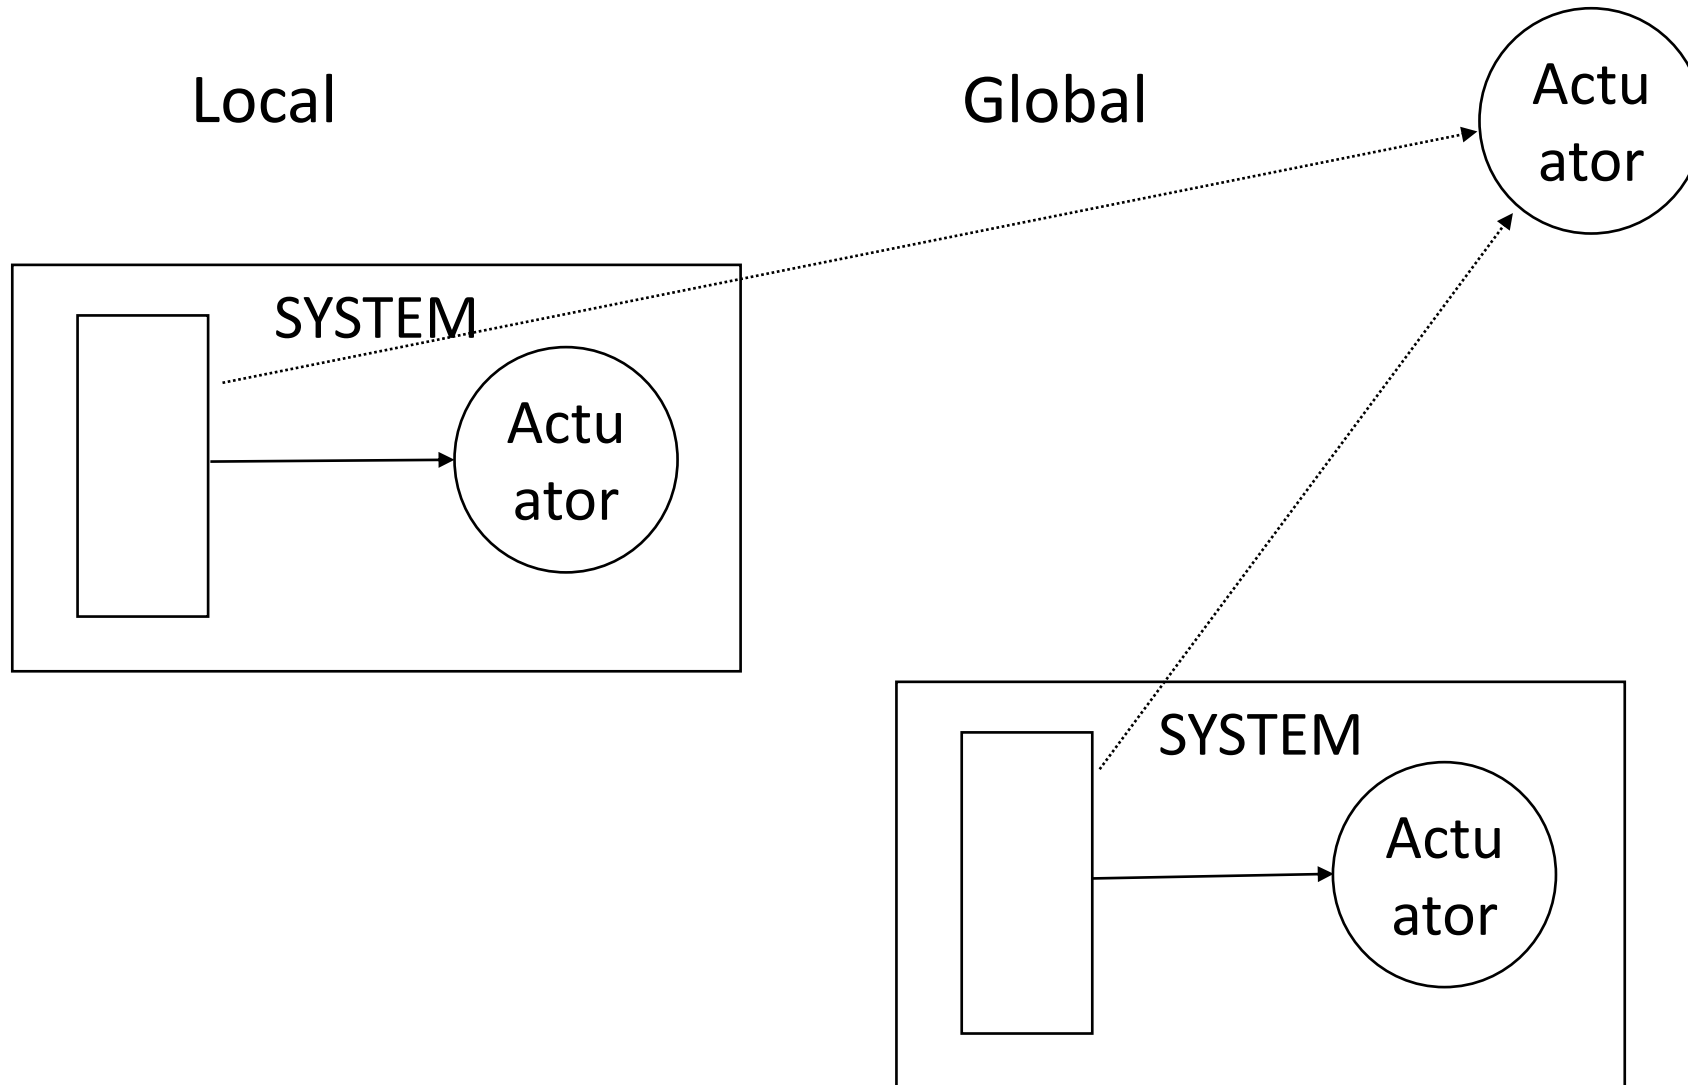 Local
Global
Actu
ator
SYSTEM
Actu
ator
SYSTEM
Actu
ator